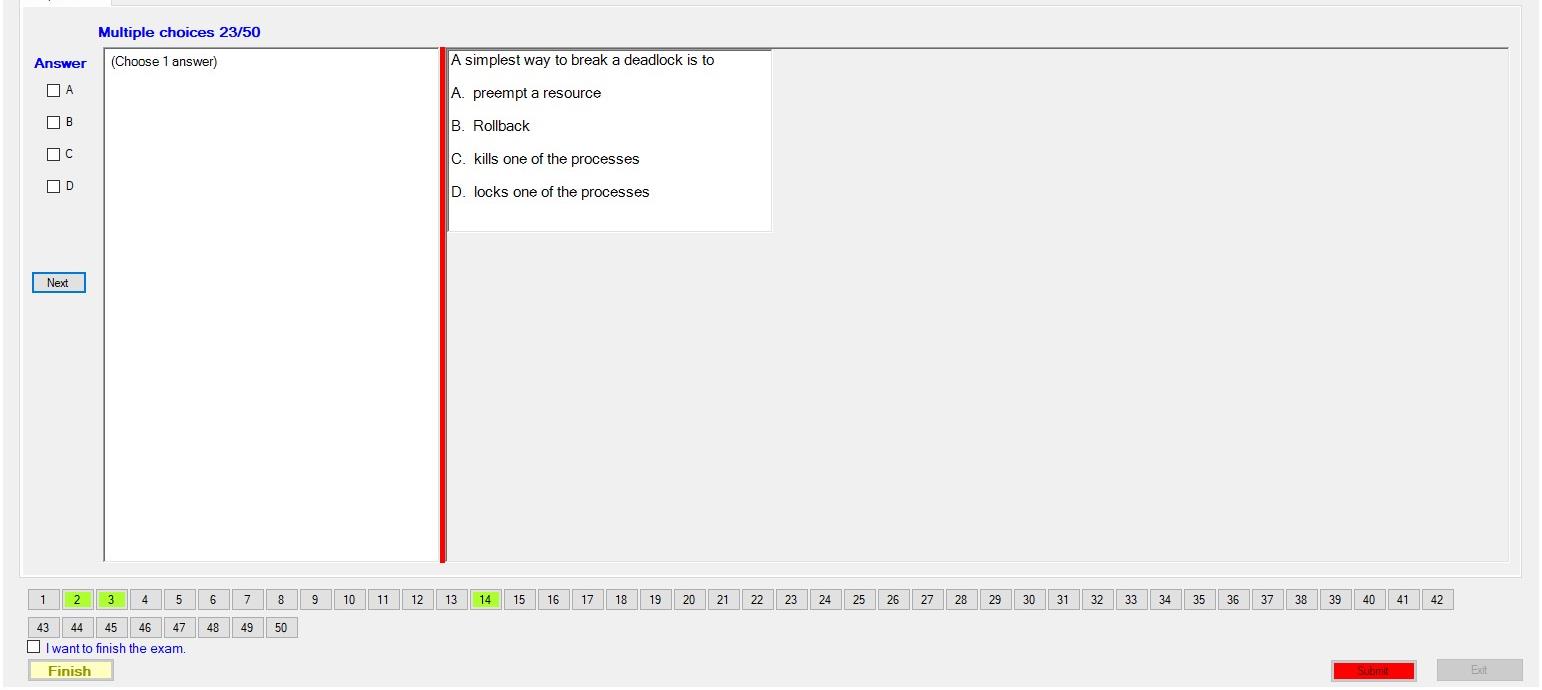 Multiple choices 23/50
Answer
(Choose 1 answer)
A
B
C
D
Next
A simplest way to break a deadlock is to
A. preempt a resource
B. Rollback
C. kills one of the processes
D. locks one of the processes
1 2 3 4 5 6 7 8 9 10 11 12 13 14 15 16 17 18 19 20 21 22 23 24 25 26 27 28 29 30 31 32 33 34 35 36 37 38 39 40 41 42
43 44 45 46 47 48 49 50
I want to finish the exam.
Finish
Submit
Exit